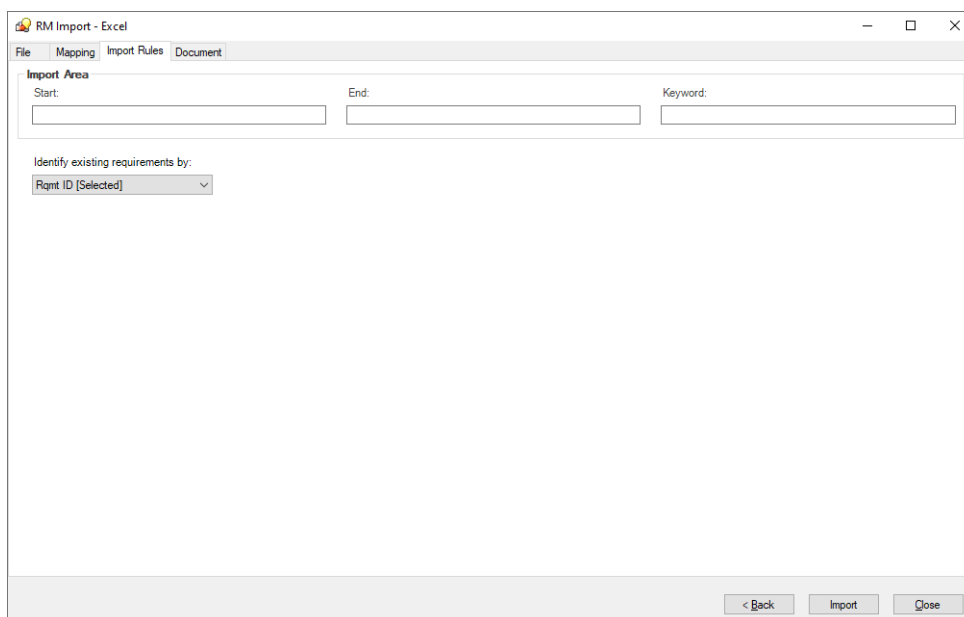 RM Import - Excel
File Mapping Import Rules Document
Import Area
Start: End: Keyword:
Identify existing requirements by:
Rqmt ID [Selected]
< Back Import Close